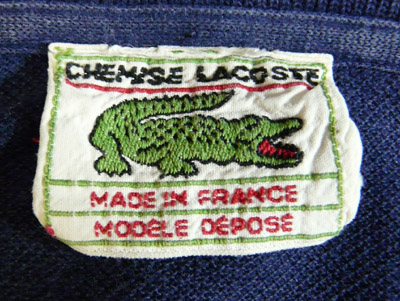 CHEMISE LACOSTE
MADE IN FRANCE
MODÈLE DÉPOSÉ